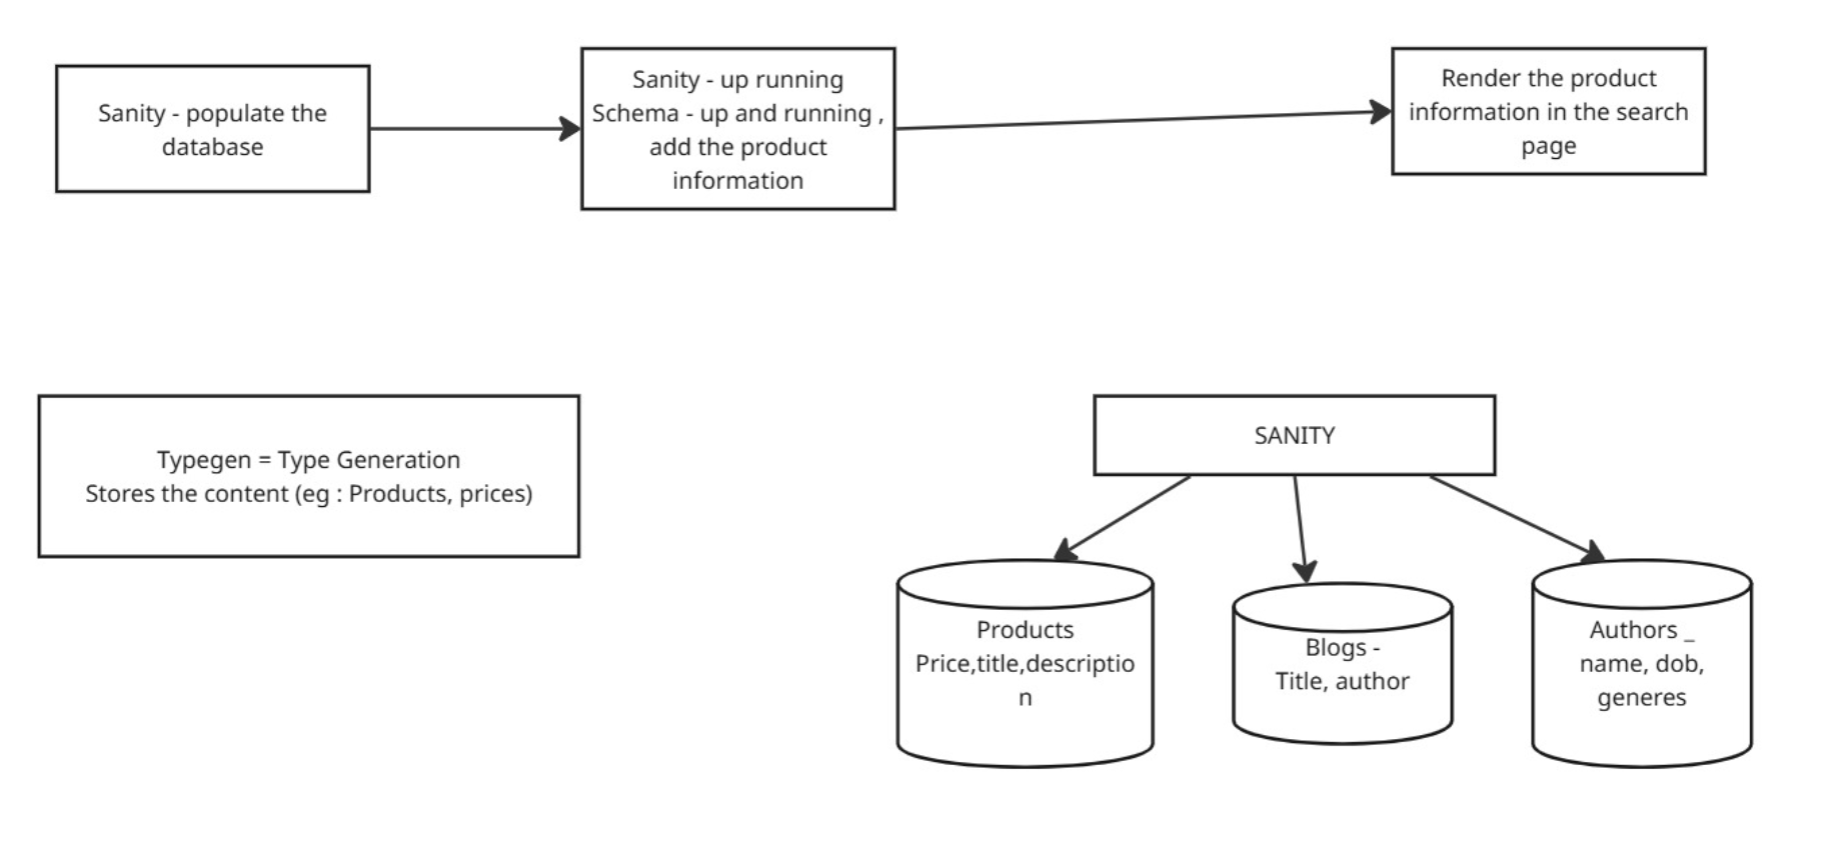 Sanity - populate the
database
Sanity - up running
Schema - up and running ,
add the product
information
Render the product
information in the search
page
Typegen = Type Generation
Stores the content (eg : Products, prices)
SANITY
Products
Price,title,descriptio
n
Blogs -
Title, author
Authors _
name, dob,
generes